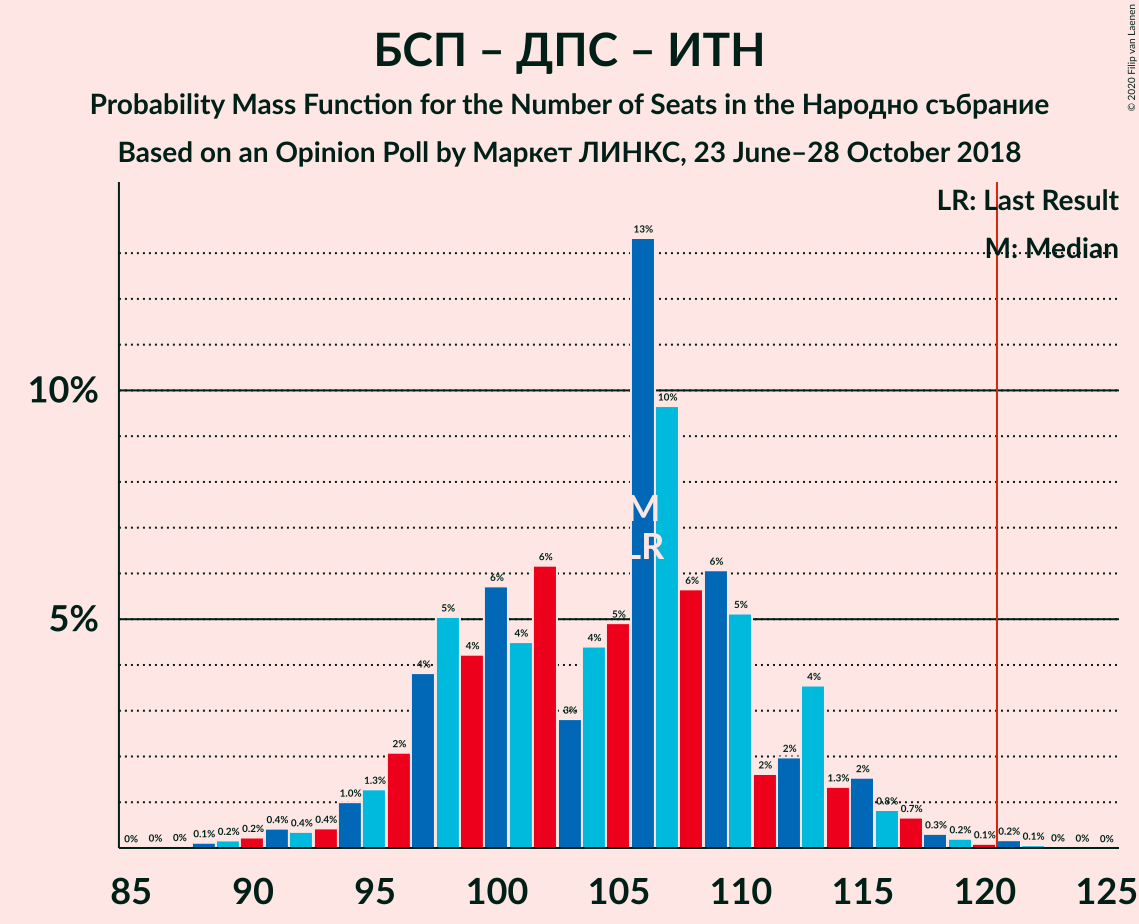 БСП – ДПС – ИТН
Probability Mass Function for the Number of Seats in the Народно събрание
Based on an Opinion Poll by Маркет ЛИНКС, 23 June–28 October 2018
© 2020 Filip van Laenen
LR: Last Result
M: Median
10%
5%
0% 0% 0% 0.1% 0.2% 0.2% 0.4% 0.4% 0.4% 1.0% 1.3% 2% 4% 5% 4% 6% 4% 6% 3% 4% 5% 13% 10% 6% 6% 5% 2% 2% 4% 1.3% 2% 0.8% 0.7% 0.3% 0.2% 0.1% 0.2% 0.1% 0% 0% 0%
M
LR
85 90 95 100 105 110 115 120 125